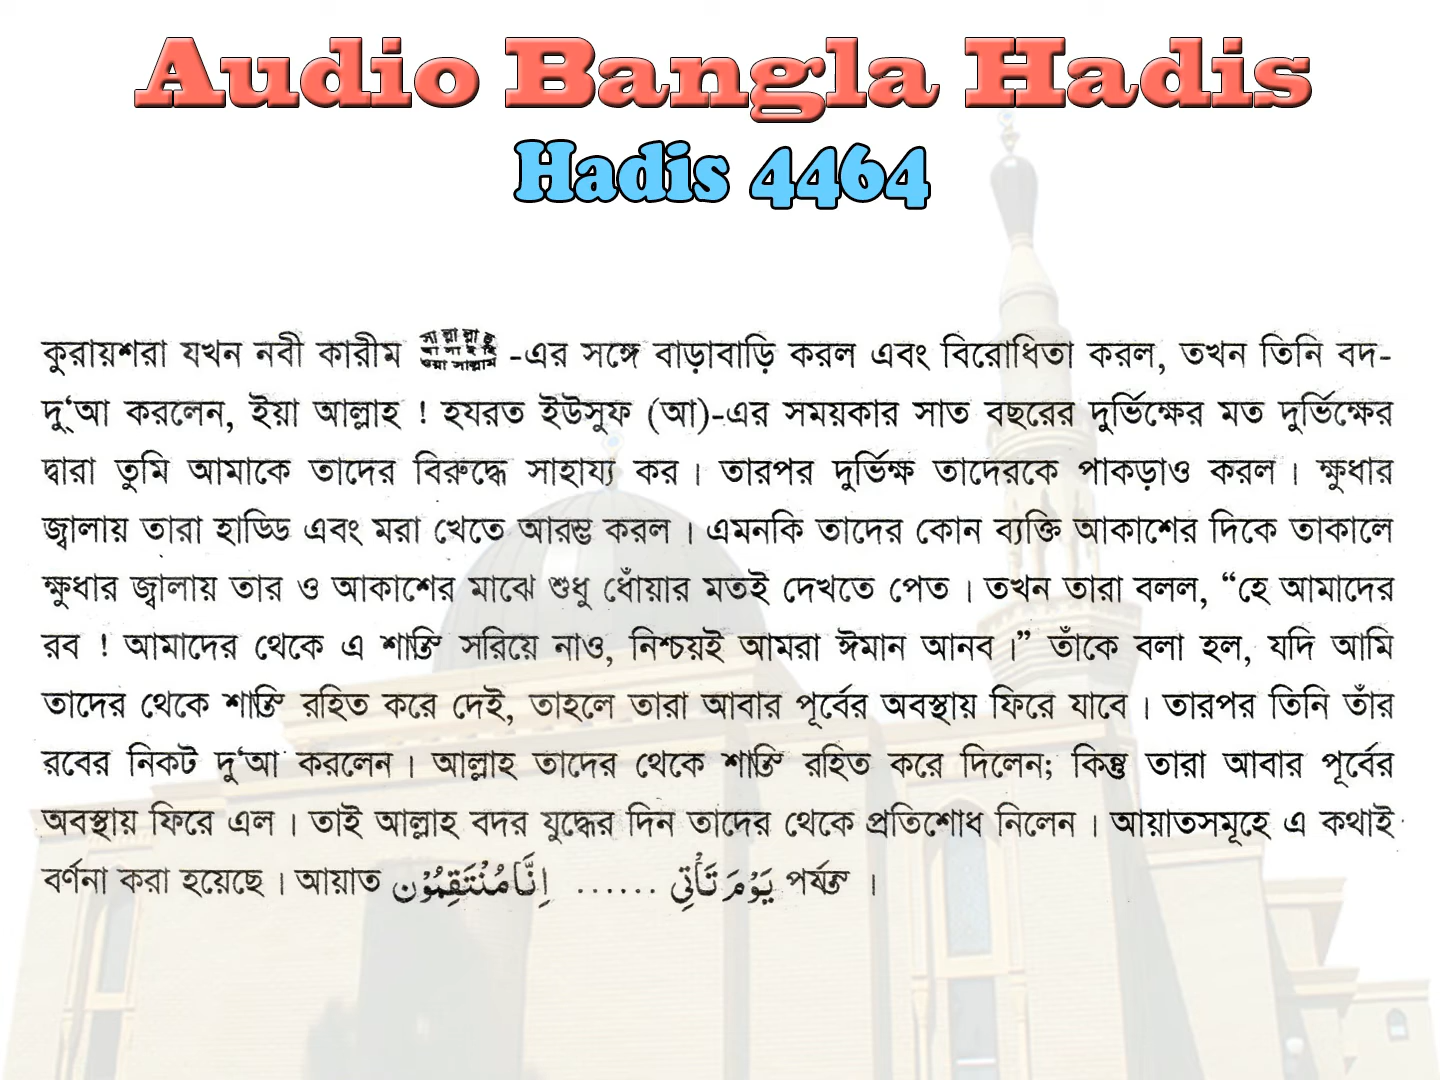 Audio Bangla Hadis
Hadis 4464
কুরায়শরা যখন নবী কারীম সাল্লাল্লাহু আলাইহি ওয়া সাল্লাম -এর সঙ্গে বাড়াবাড়ি করল এবং বিরোধিতা করল, তখন তিনি বদ-
দু‘আ করলেন, ইয়া আল্লাহ ! হযরত ইউসুফ (আ)-এর সময়কার সাত বছরের দুর্ভিক্ষের মত দুর্ভিক্ষের
দ্বারা তুমি আমাকে তাদের বিরুদ্ধে সাহায্য কর। তারপর দুর্ভিক্ষ তাদেরকে পাকড়াও করল। ক্ষুধার
জ্বালায় তারা হাড্ডি এবং মরা খেতে আরম্ভ করল। এমনকি তাদের কোন ব্যক্তি আকাশের দিকে তাকালে
ক্ষুধার জ্বালায় তার ও আকাশের মাঝে শুধু ধোঁয়ার মতই দেখতে পেত। তখন তারা বলল, “হে আমাদের
রব ! আমাদের থেকে এ শাস্তি সরিয়ে নাও, নিশ্চয়ই আমরা ঈমান আনব।” তাঁকে বলা হল, যদি আমি
তাদের থেকে শাস্তি রহিত করে দেই, তাহলে তারা আবার পূর্বের অবস্থায় ফিরে যাবে। তারপর তিনি তাঁর
রবের নিকট দু‘আ করলেন। আল্লাহ তাদের থেকে শাস্তি রহিত করে দিলেন; কিন্তু তারা আবার পূর্বের
অবস্থায় ফিরে এল। তাই আল্লাহ বদর যুদ্ধের দিন তাদের থেকে প্রতিশোধ নিলেন। আয়াতসমূহে এ কথাই
বর্ণনা করা হয়েছে। আয়াত يَوْمَ تَأْتِي ...... اِنَّا مُنْتَقِمُوْن পর্যন্ত।